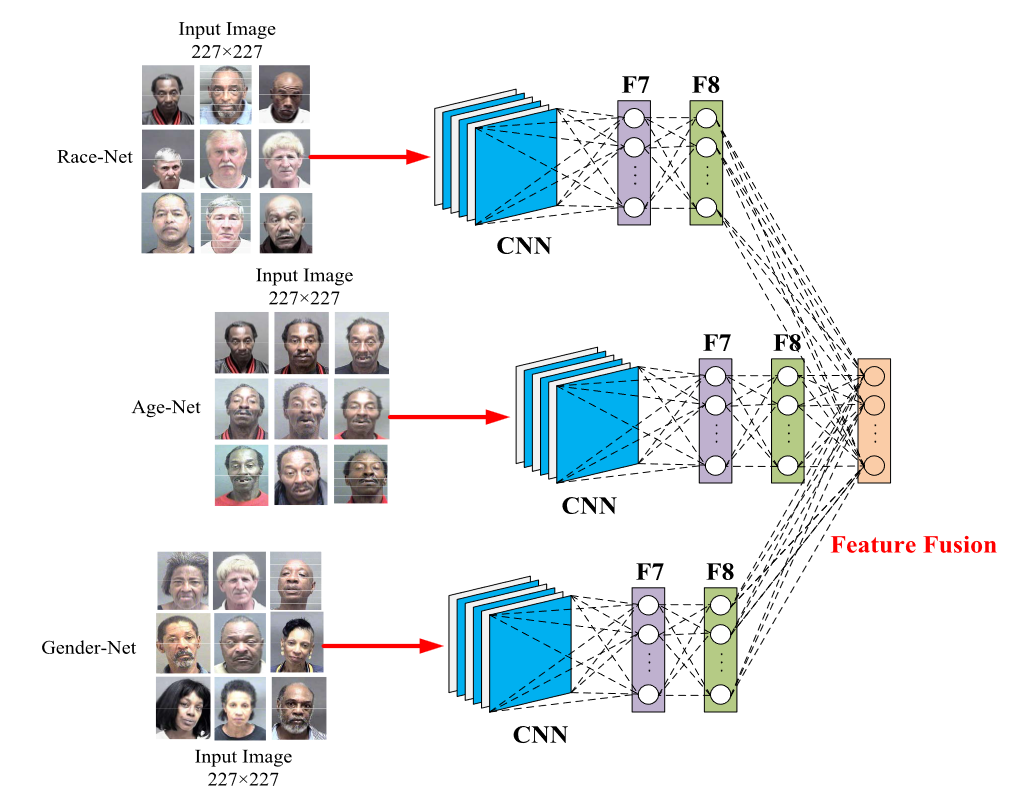 Input Image
227×227
Race-Net
F7
F8
CNN
Input Image
227×227
Age-Net
F7
F8
CNN
Feature Fusion
Gender-Net
F7
F8
CNN
Input Image
227×227